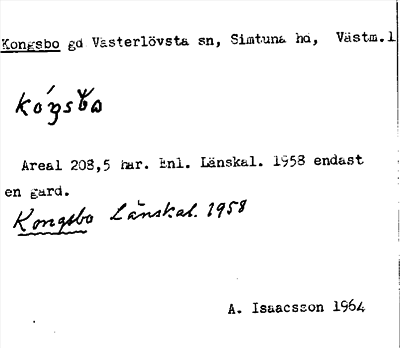 Kongsbo gd Västerlövsta sn, Simtuna hd, Västm.l
Areal 208,5 har. Enl. Länskal. 1958 endast
en gård.
Kongsbo Länskal. 1958
A. Isaacsson 1964